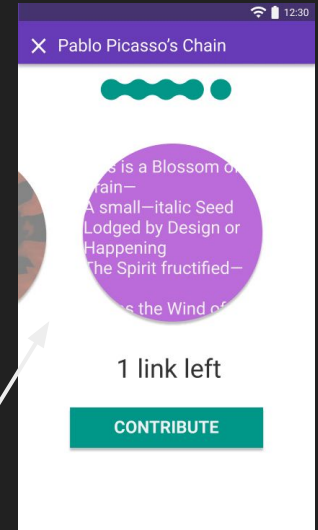 12:30
Pablo Picasso's Chain
is a Blossom
A small—italic Seed
Lodged by Design or
Happening
The Spirit fructified—
the Wind of
1 link left
CONTRIBUTE